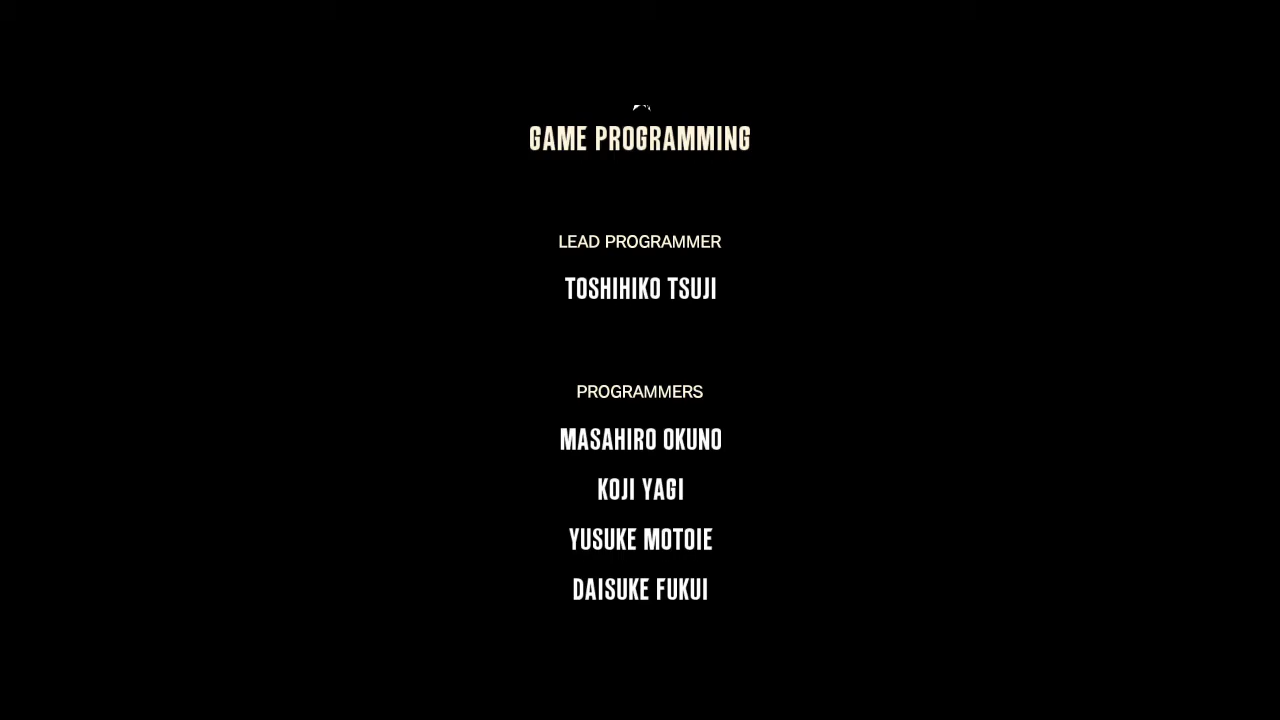 GAME PROGRAMMING
LEAD PROGRAMMER
TOSHIHIKO TSUJI
PROGRAMMERS
MASAHIRO OKUNO
KOJI YAGI
YUSUKE MOTOIE
DAISUKE FUKUI